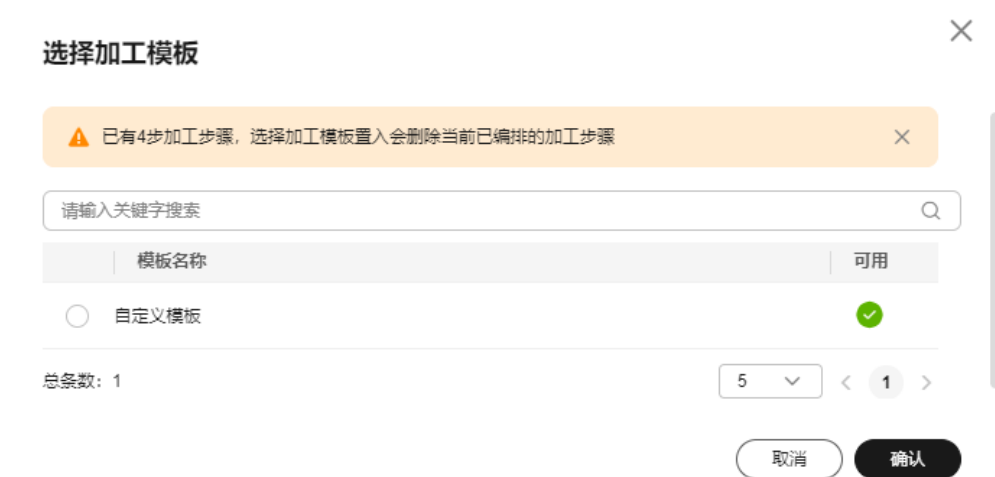 选择加工模板
已有4步加工步骤，选择加工模板置入会删除当前已编排的加工步骤
请输入关键字搜索
模板名称 可用
自定义模板
总条数：1 5 1
取消 确认